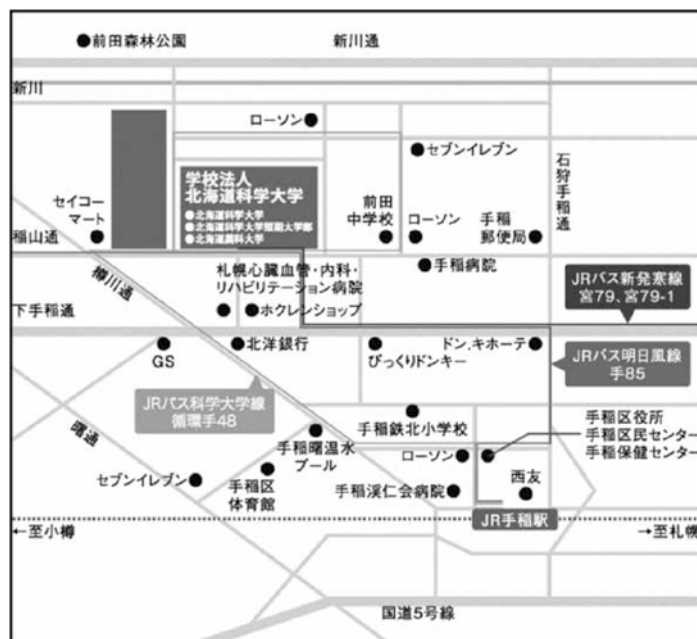 前田森林公園
新川通
新川
ローソン
セブンイレブン
石狩手稲通
学校法人
北海道科学大学
●北海道科学大学
●北海道科学大学短期大学部
●北海道薬科大学
前田
中学校
セイコー
マート
ローソン
手稲
郵便局
稲山通
手稲病院
樽川通
札幌心臓血管・内科・
リハビリテーション病院
JRバス新発寒線
宮79、宮79-1
下手稲通
ホクレンショップ
GS
北洋銀行
びっくりドンキー
ドン.キホーテ
JRバス明日風線
手85
JRバス科学大学線
循環手48
曙通
手稲鉄北小学校
手稲区役所
手稲区民センター
手稲保健センター
手稲曙温水
プール
ローソン
セブンイレブン
手稲区
体育館
手稲渓仁会病院
西友
JR手稲駅
←至小樽
→至札幌
国道5号線